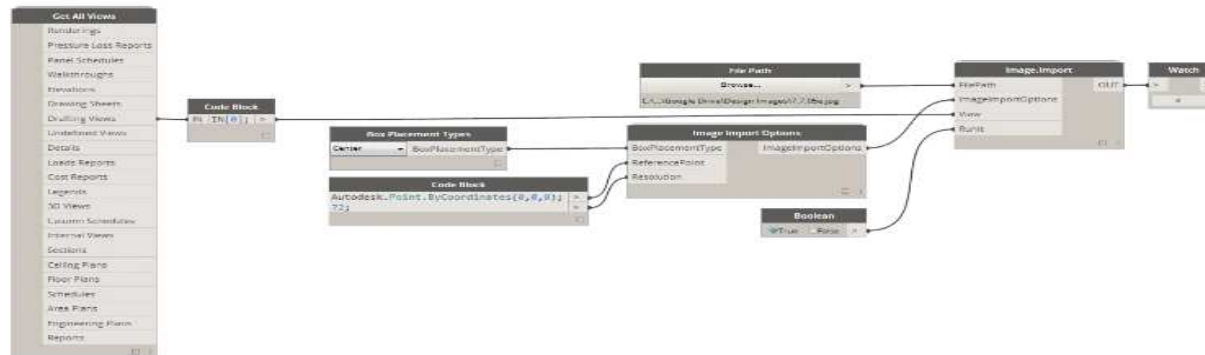 Get All Views
Renderings
Pressure Loss Reports
Panel Schedules
Walkthroughs
Elevations
Drawing Sheets
Drafting Views
Undefined Views
Details
Loads Reports
Cost Reports
Legends
3D Views
Column Schedules
Internal Views
Sections
Ceiling Plans
Floor Plans
Schedules
Area Plans
Engineering Plans
Reports
Code Block
IN IN[0]; >
Box Placement Types
Center BoxPlacementType
Code Block
Autodesk.Point.ByCoordinates(0,0,0); >
72; >
File Path
Browse... >
Image Import Options
BoxPlacementType ImageImportOptions
ReferencePoint
Resolution
Boolean
True False >
Image.Import
FilePath OUT
ImageImportOptions
View
RunIt
Watch
>